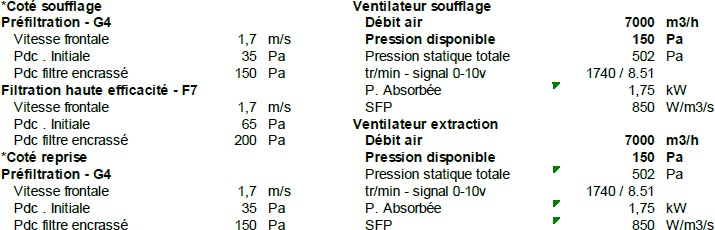 *Coté soufflage
Préfiltration - G4
Vitesse frontale 1,7 m/s
Pdc . Initiale 35 Pa
Pdc filtre encrassé 150 Pa
Filtration haute efficacité - F7
Vitesse frontale 1,7 m/s
Pdc . Initiale 65 Pa
Pdc filtre encrassé 200 Pa
*Coté reprise
Préfiltration - G4
Vitesse frontale 1,7 m/s
Pdc . Initiale 35 Pa
Pdc filtre encrassé 150 Pa
Ventilateur soufflage
Débit air 7000 m3/h
Pression disponible 150 Pa
Pression statique totale 502 Pa
tr/min - signal 0-10v 1740 / 8.51
P. Absorbée 1,75 kW
SFP 850 W/m3/s
Ventilateur extraction
Débit air 7000 m3/h
Pression disponible 150 Pa
Pression statique totale 502 Pa
tr/min - signal 0-10v 1740 / 8.51
P. Absorbée 1,75 kW
SFP 850 W/m3/s